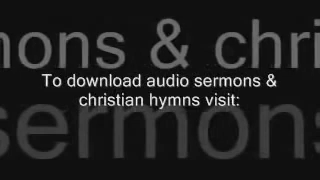 mons & chri
To download audio sermons &
christian hymns visit:
sermons